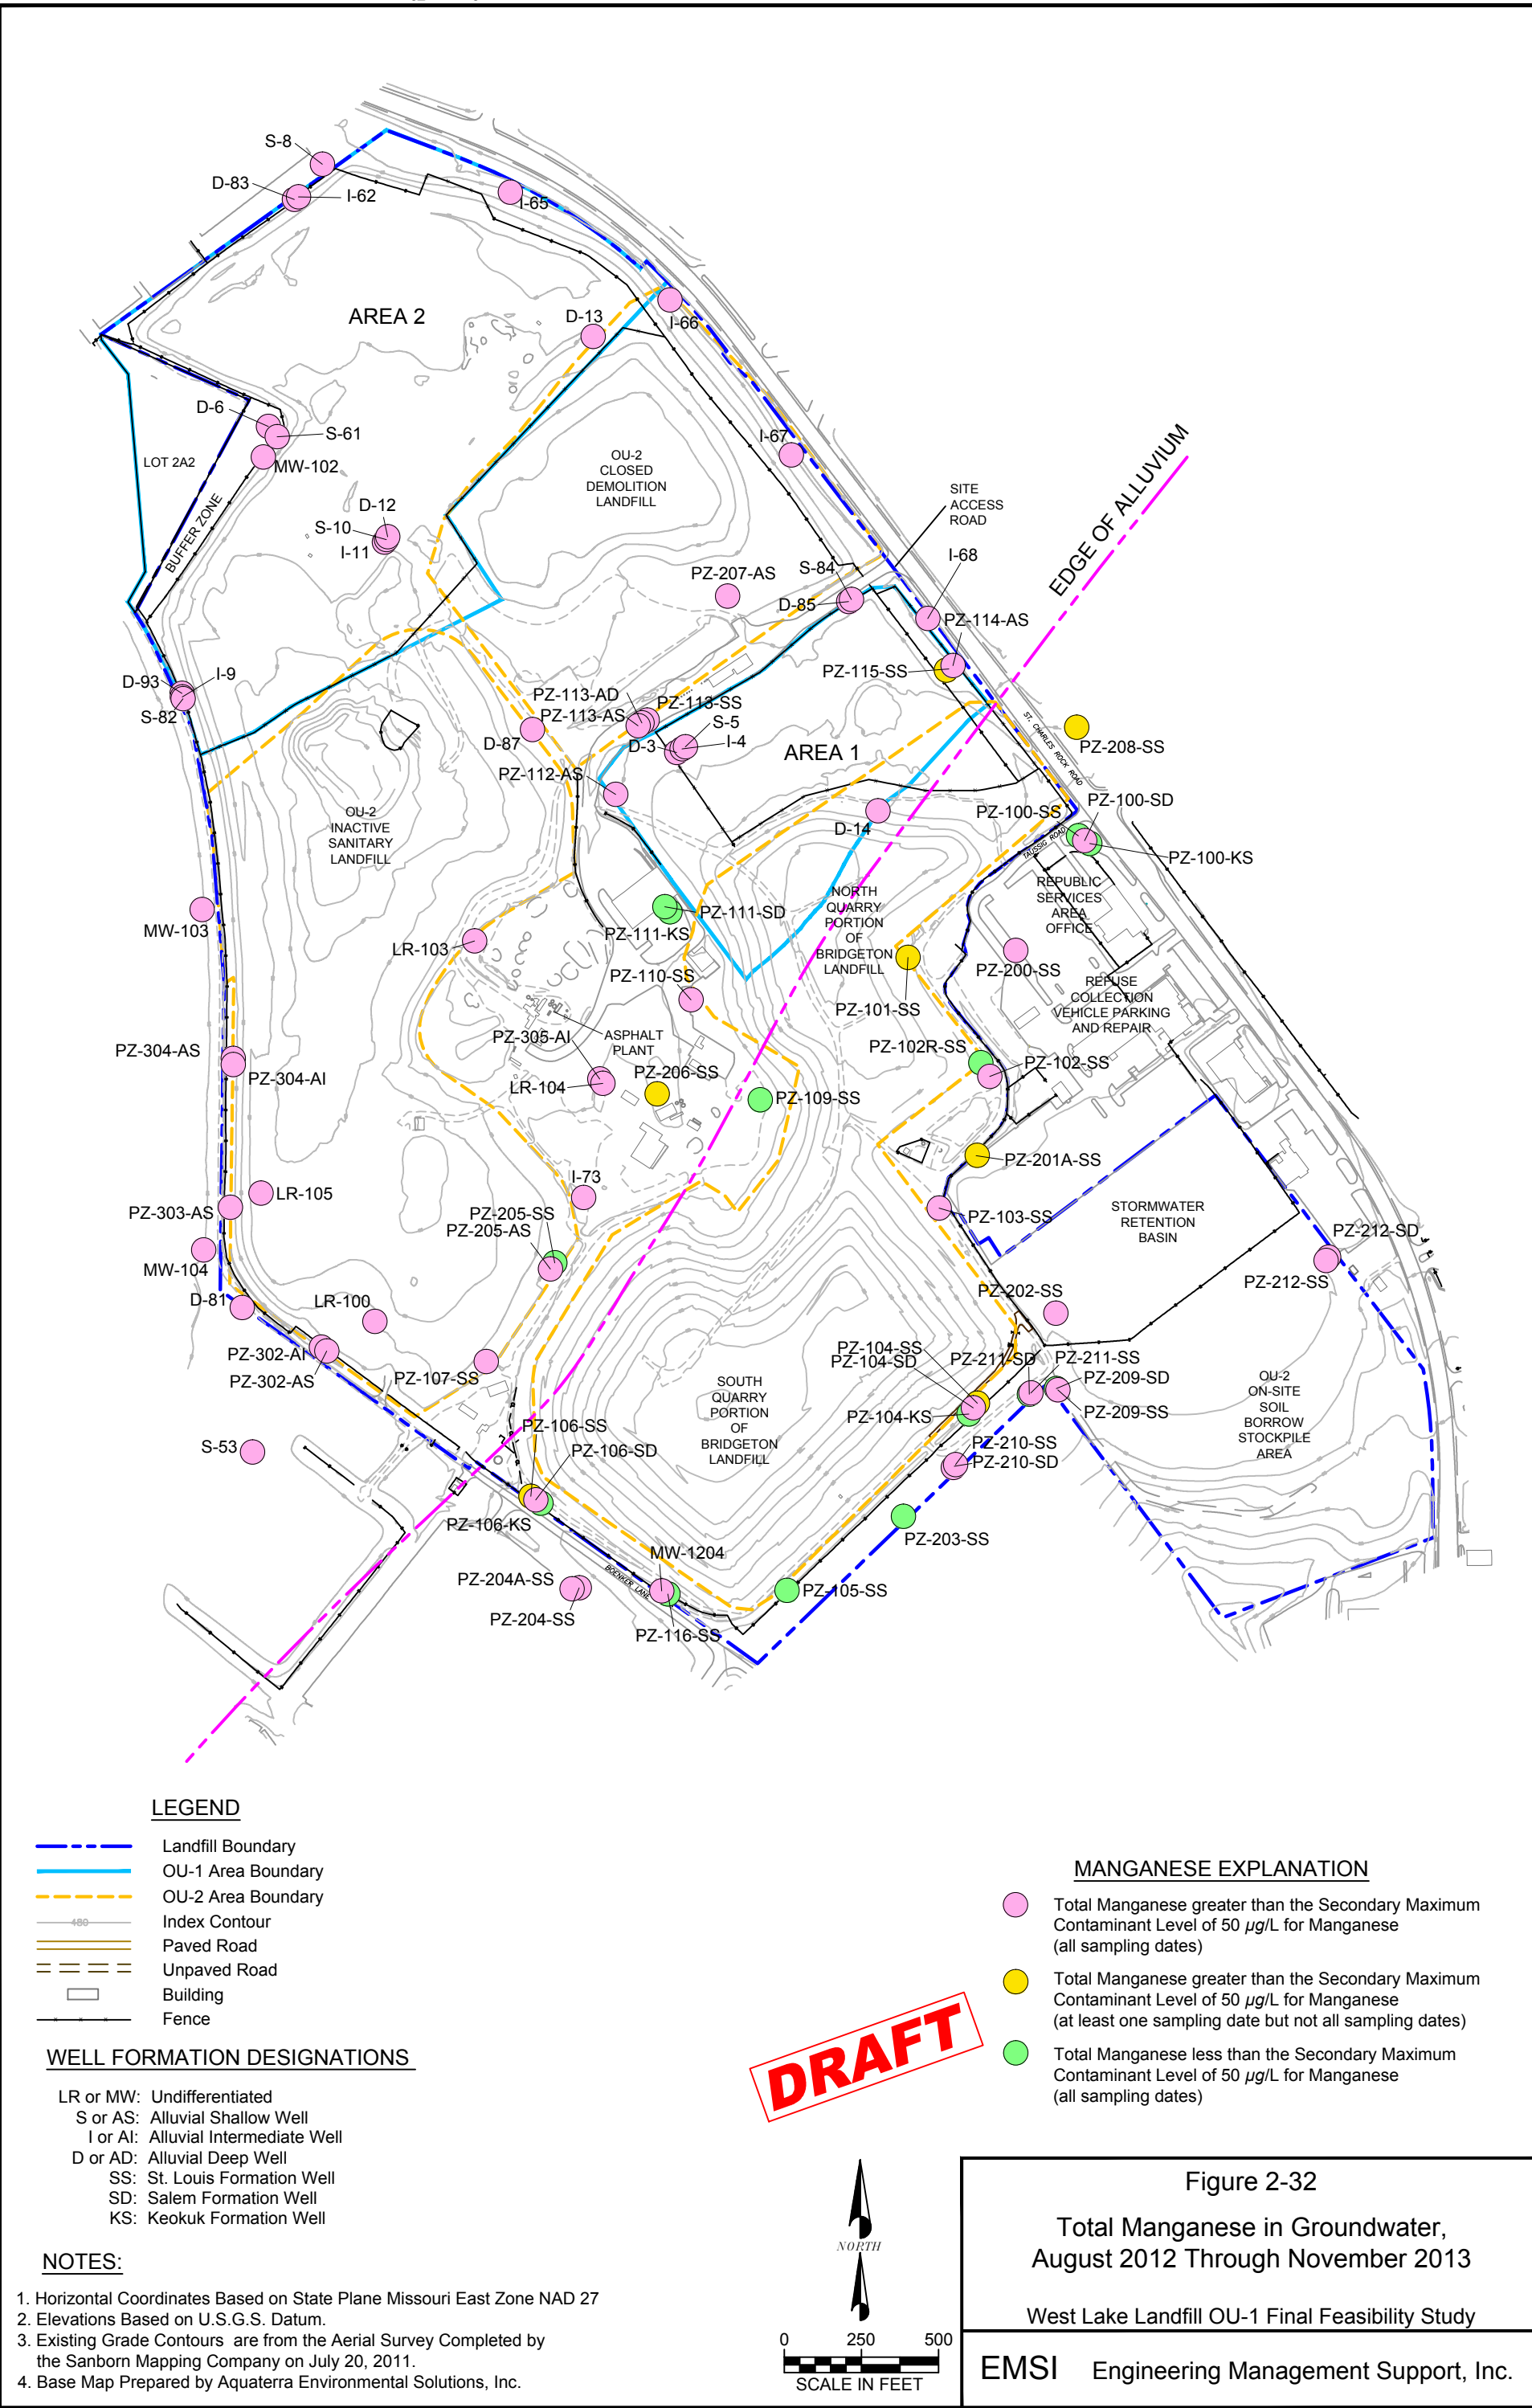 S-8
D-83
I-62
I-65
AREA 2
D-13
I-66
D-6
S-61
LOT 2A2
MW-102
BUFFER ZONE
I-67
OU-2
CLOSED
DEMOLITION
LANDFILL
EDGE OF ALLUVIUM
SITE
ACCESS
ROAD
D-12
S-10
I-11
I-68
PZ-207-AS
S-84
D-85
PZ-114-AS
PZ-115-SS
D-93
I-9
S-82
PZ-113-AD
PZ-113-SS
PZ-113-AS
S-5
D-87
D-3
I-4
AREA 1
ST. CHARLES ROCK ROAD
PZ-208-SS
PZ-112-AS
PZ-100-SD
PZ-100-SS
D-14
TAUSSIG ROAD
PZ-100-KS
OU-2
INACTIVE
SANITARY
LANDFILL
REPUBLIC
SERVICES
AREA
OFFICE
NORTH
QUARRY
PORTION
OF
BRIDGETON
LANDFILL
MW-103
PZ-111-SD
PZ-111-KS
LR-103
PZ-200-SS
PZ-110-SS
REFUSE
COLLECTION
VEHICLE PARKING
AND REPAIR
PZ-101-SS
PZ-305-AI
ASPHALT
PLANT
PZ-102R-SS
PZ-304-AS
PZ-102-SS
PZ-304-AI
PZ-206-SS
LR-104
PZ-109-SS
PZ-201A-SS
I-73
LR-105
PZ-303-AS
PZ-205-SS
PZ-103-SS
STORMWATER
RETENTION
BASIN
PZ-205-AS
PZ-212-SD
MW-104
PZ-212-SS
D-81
LR-100
PZ-202-SS
PZ-302-AI
PZ-302-AS
PZ-107-SS
PZ-104-SS
PZ-104-SD
PZ-211-SD
PZ-211-SS
PZ-209-SD
PZ-209-SS
SOUTH
QUARRY
PORTION
OF
BRIDGETON
LANDFILL
OU-2
ON-SITE
SOIL
BORROW
STOCKPILE
AREA
PZ-104-KS
PZ-106-SS
S-53
PZ-106-SD
PZ-210-SS
PZ-210-SD
PZ-106-KS
PZ-203-SS
MW-1204
PZ-204A-SS
BOENKER LANE
PZ-105-SS
PZ-204-SS
PZ-116-SS
LEGEND
Landfill Boundary
OU-1 Area Boundary
OU-2 Area Boundary
480
Index Contour
Paved Road
Unpaved Road
Building
Fence
WELL FORMATION DESIGNATIONS
LR or MW: Undifferentiated
S or AS: Alluvial Shallow Well
I or AI: Alluvial Intermediate Well
D or AD: Alluvial Deep Well
SS: St. Louis Formation Well
SD: Salem Formation Well
KS: Keokuk Formation Well
NOTES:
1. Horizontal Coordinates Based on State Plane Missouri East Zone NAD 27
2. Elevations Based on U.S.G.S. Datum.
3. Existing Grade Contours are from the Aerial Survey Completed by
the Sanborn Mapping Company on July 20, 2011.
4. Base Map Prepared by Aquaterra Environmental Solutions, Inc.
MANGANESE EXPLANATION
Total Manganese greater than the Secondary Maximum
Contaminant Level of 50 µg/L for Manganese
(all sampling dates)
Total Manganese greater than the Secondary Maximum
Contaminant Level of 50 µg/L for Manganese
(at least one sampling date but not all sampling dates)
Total Manganese less than the Secondary Maximum
Contaminant Level of 50 µg/L for Manganese
(all sampling dates)
DRAFT
NORTH
0 250 500
SCALE IN FEET
Figure 2-32
Total Manganese in Groundwater,
August 2012 Through November 2013
West Lake Landfill OU-1 Final Feasibility Study
EMSI Engineering Management Support, Inc.